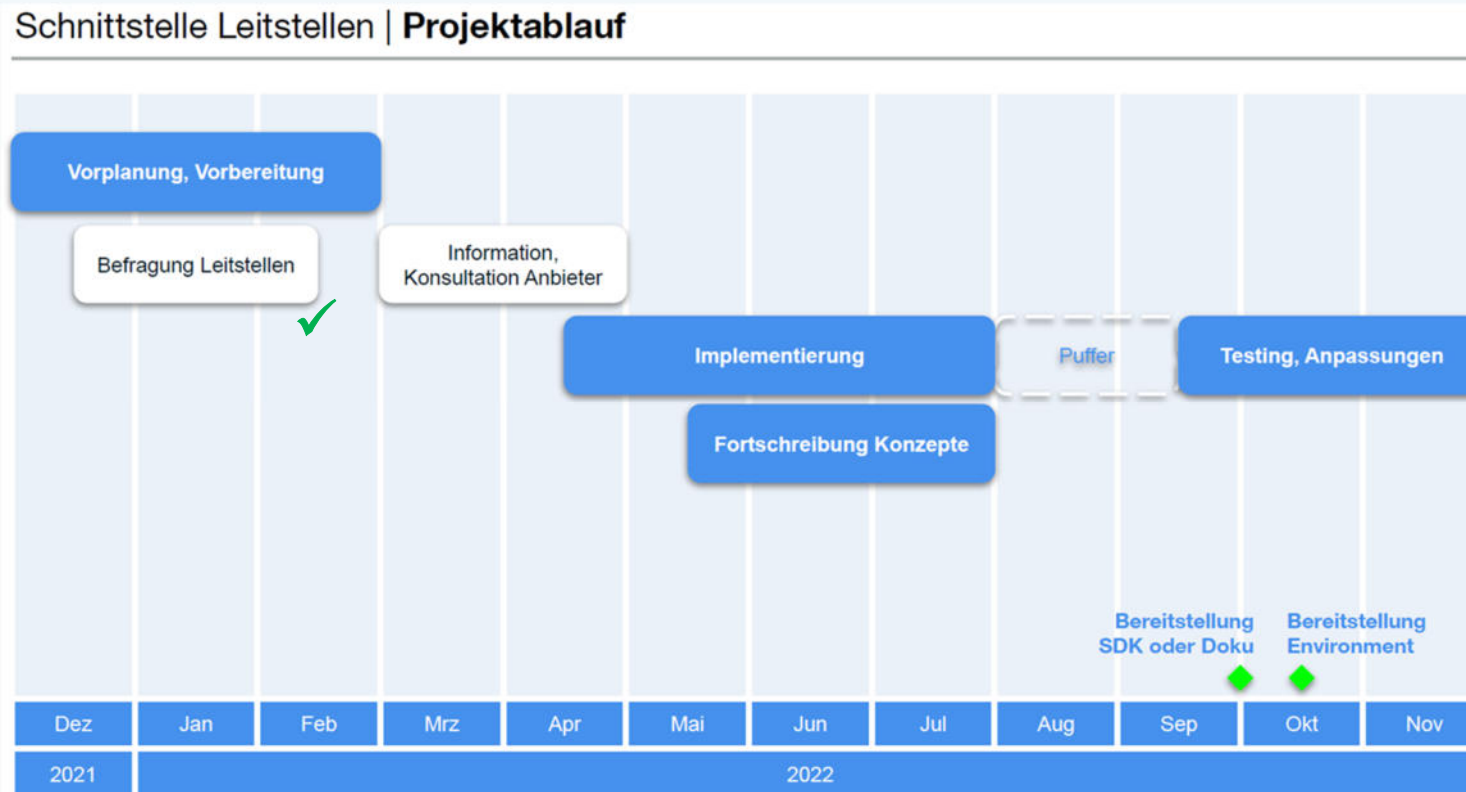 Schnittstelle Leitstellen | Projektablauf
Vorplanung, Vorbereitung
Befragung Leitstellen
Information,
Konsultation Anbieter
Implementierung
Puffer
Testing, Anpassungen
Fortschreibung Konzepte
Bereitstellung
SDK oder Doku
Bereitstellung
Environment
Dez Jan Feb Mrz Apr Mai Jun Jul Aug Sep Okt Nov
2021 2022